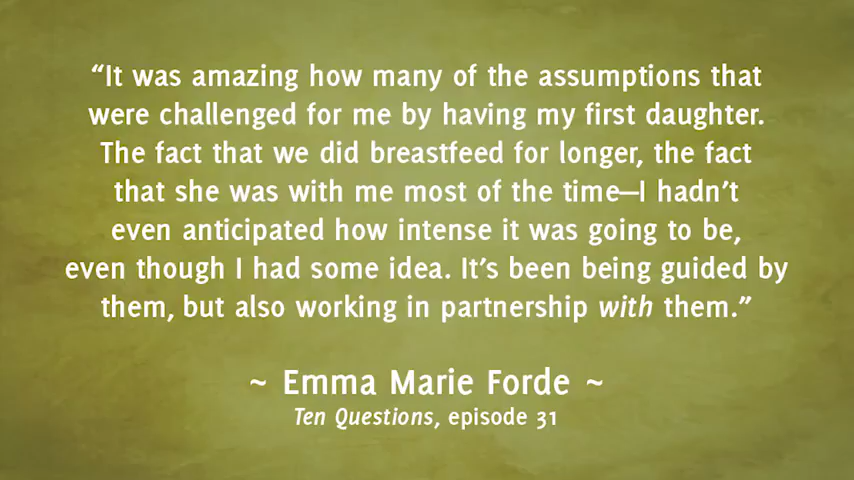 “It was amazing how many of the assumptions that
were challenged for me by having my first daughter.
The fact that we did breastfeed for longer, the fact
that she was with me most of the time—I hadn’t
even anticipated how intense it was going to be,
even though I had some idea. It’s been being guided by
them, but also working in partnership with them.”
~ Emma Marie Forde ~
Ten Questions, episode 31